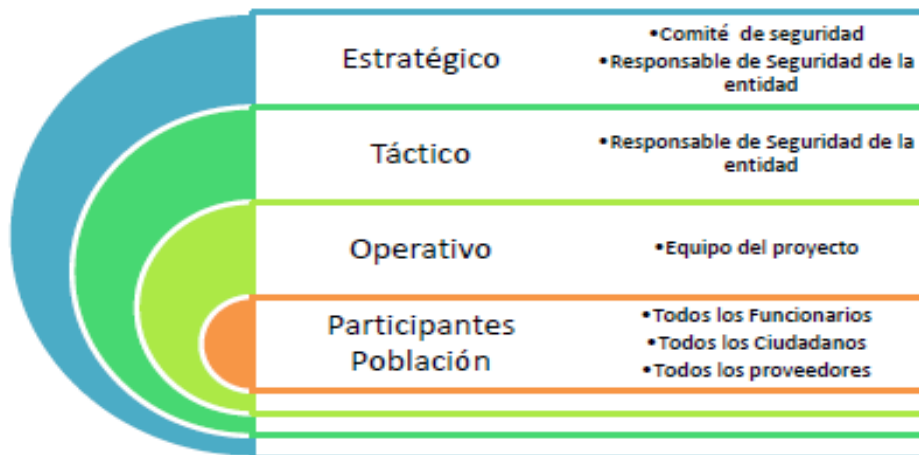 Estratégico
•Comité de seguridad
•Responsable de Seguridad de la
entidad
Táctico
•Responsable de Seguridad de la
entidad
Operativo
•Equipo del proyecto
Participantes
Población
•Todos los Funcionarios
•Todos los Ciudadanos
•Todos los proveedores